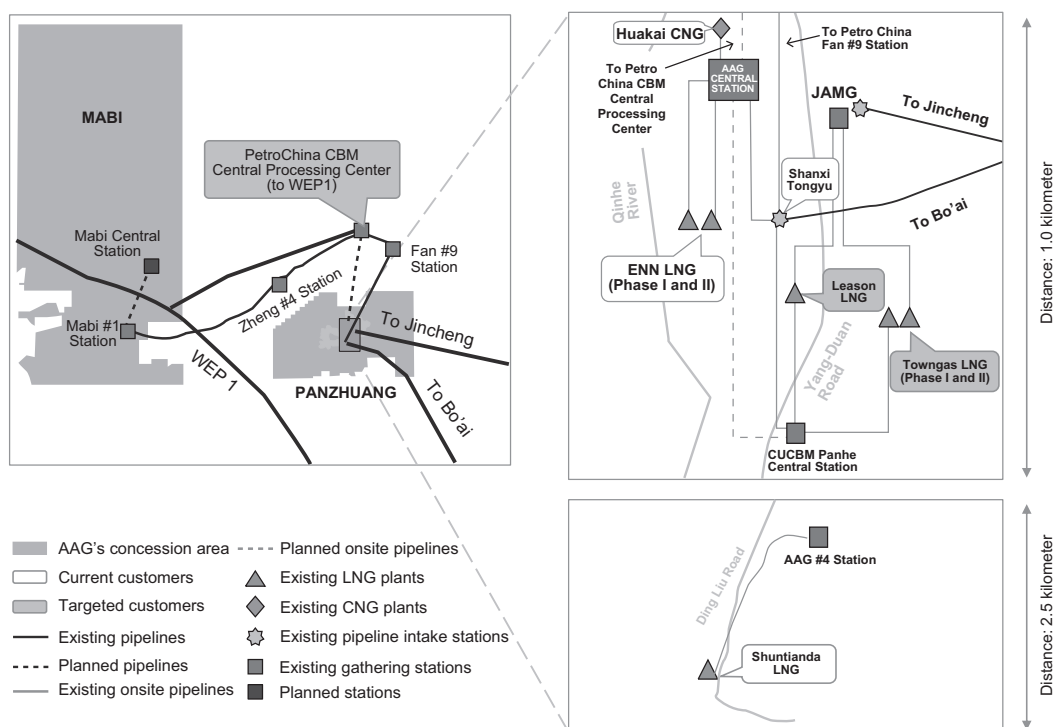 MABI
PetroChina CBM
Central Processing Center
(to WEP1)
Mabi Central
Station
Fan #9
Station
Zheng #4 Station
Mabi #1
Station
WEP 1
To Jincheng
PANZHUANG
To Bo'ai
Huakai CNG
To Petro China
Fan #9 Station
To Petro
China CBM
Central
Processing
Center
AAG
CENTRAL
STATION
JAMG
To Jincheng
Shanxi
Tongyu
Qinhe
River
To Bo'ai
ENN LNG
(Phase I and II)
Leason
LNG
Yang-Duan
Road
Towngas LNG
(Phase I and II)
CUCBM Panhe
Central Station
Distance: 1.0 kilometer
AAG #4 Station
Ding Liu Road
Shuntianda
LNG
Distance: 2.5 kilometer
AAG's concession area
Current customers
Targeted customers
Existing pipelines
Planned pipelines
Existing onsite pipelines
Planned onsite pipelines
Existing LNG plants
Existing CNG plants
Existing pipeline intake stations
Existing gathering stations
Planned stations